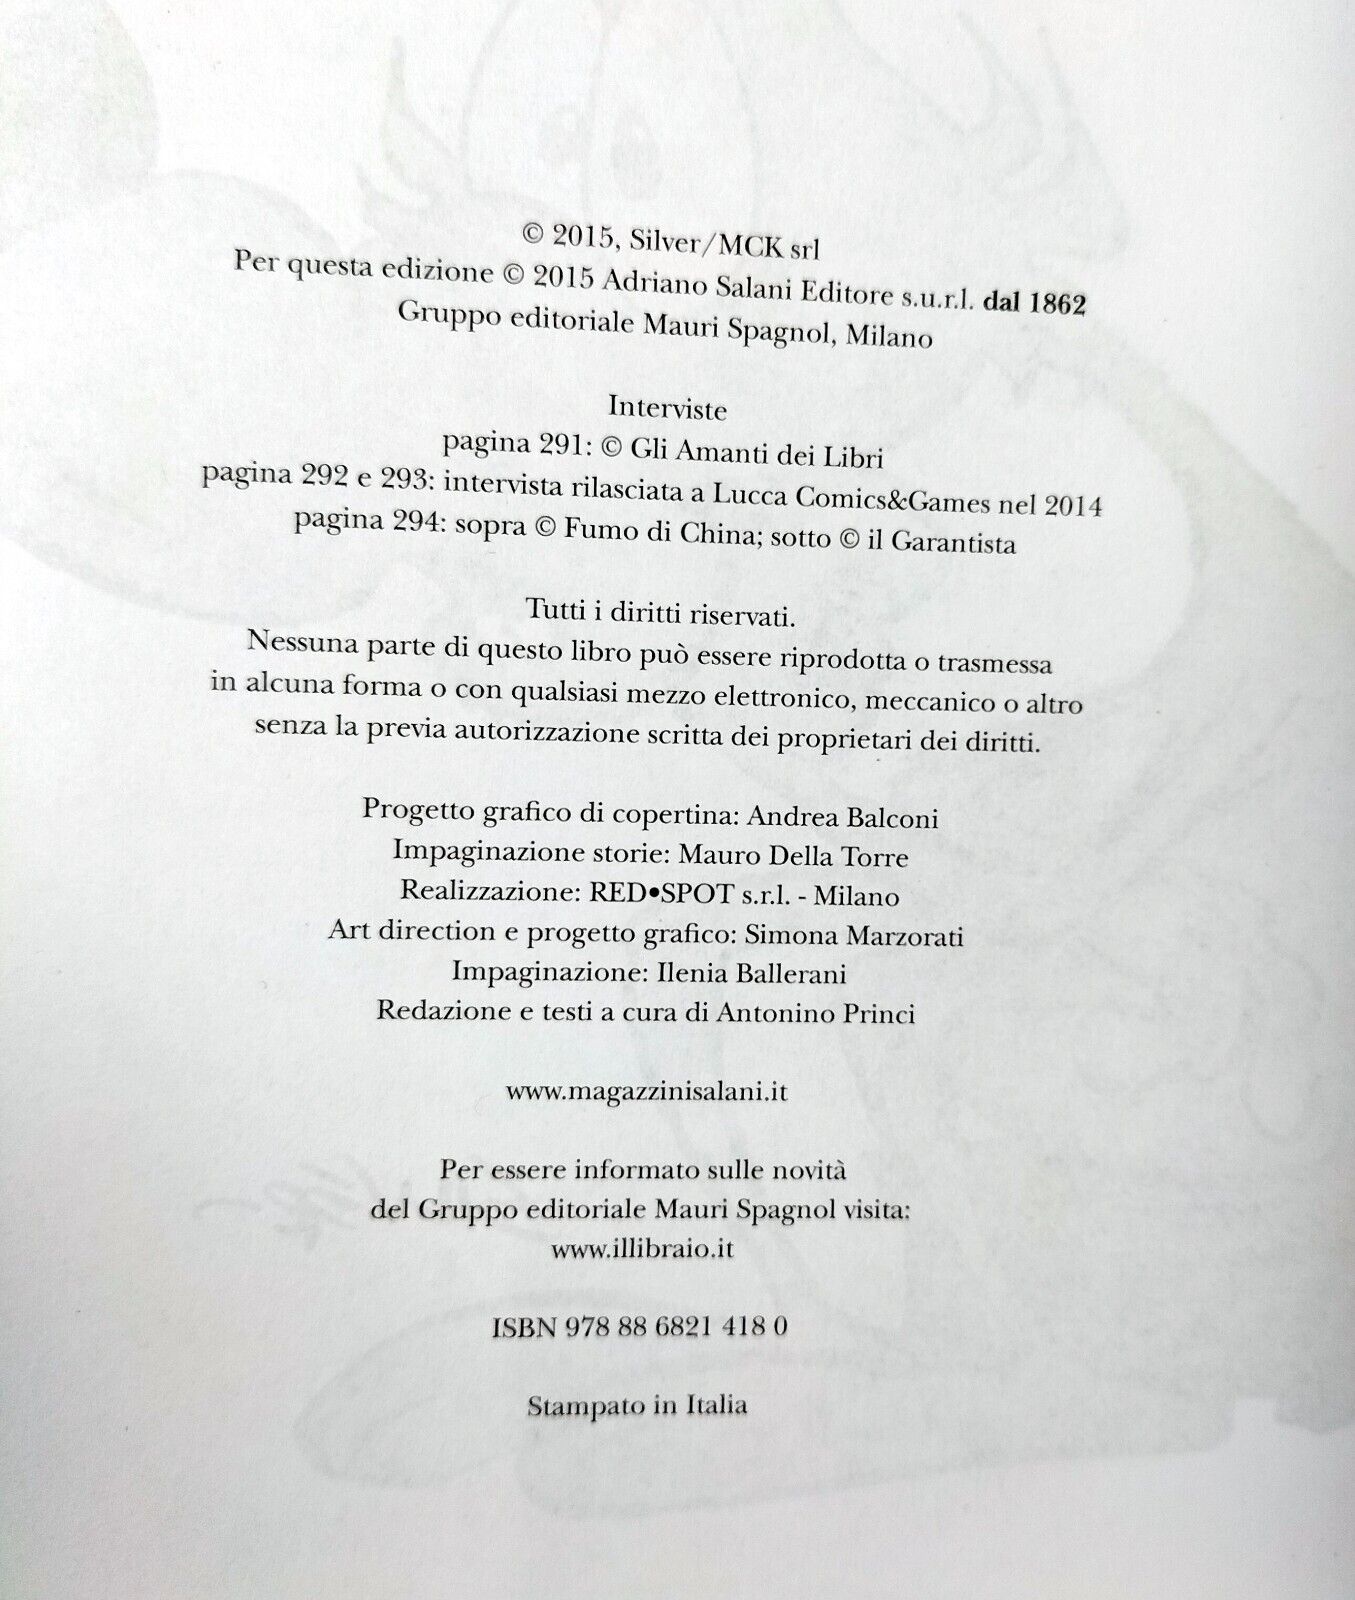 © 2015, Silver/MCK srl
Per questa edizione © 2015 Adriano Salani Editore s.u.r.l. dal 1862
Gruppo editoriale Mauri Spagnol, Milano
Interviste
pagina 291: © Gli Amanti dei Libri
pagina 292 e 293: intervista rilasciata a Lucca Comics&Games nel 2014
pagina 294: sopra © Fumo di China; sotto © il Garantista
Tutti i diritti riservati.
Nessuna parte di questo libro può essere riprodotta o trasmessa
in alcuna forma o con qualsiasi mezzo elettronico, meccanico o altro
senza la previa autorizzazione scritta dei proprietari dei diritti.
Progetto grafico di copertina: Andrea Balconi
Impaginazione storie: Mauro Della Torre
Realizzazione: RED•SPOT s.r.l. - Milano
Art direction e progetto grafico: Simona Marzorati
Impaginazione: Ilenia Ballerani
Redazione e testi a cura di Antonino Princi
www.magazzinisalani.it
Per essere informato sulle novità
del Gruppo editoriale Mauri Spagnol visita:
www.illibraio.it
ISBN 978 88 6821 418 0
Stampato in Italia